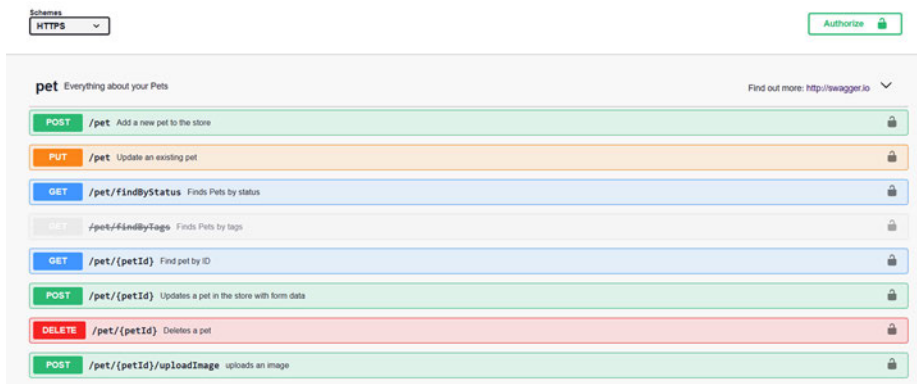 Schemes
HTTPS
Authorize
pet Everything about your Pets Find out more: http://swagger.io
POST /pet Add a new pet to the store
PUT /pet Update an existing pet
GET /pet/findByStatus Finds Pets by status
GET /pet/findByTags Finds Pets by tags
GET /pet/{petId} Find pet by ID
POST /pet/{petId} Updates a pet in the store with form data
DELETE /pet/{petId} Deletes a pet
POST /pet/{petId}/uploadImage uploads an image